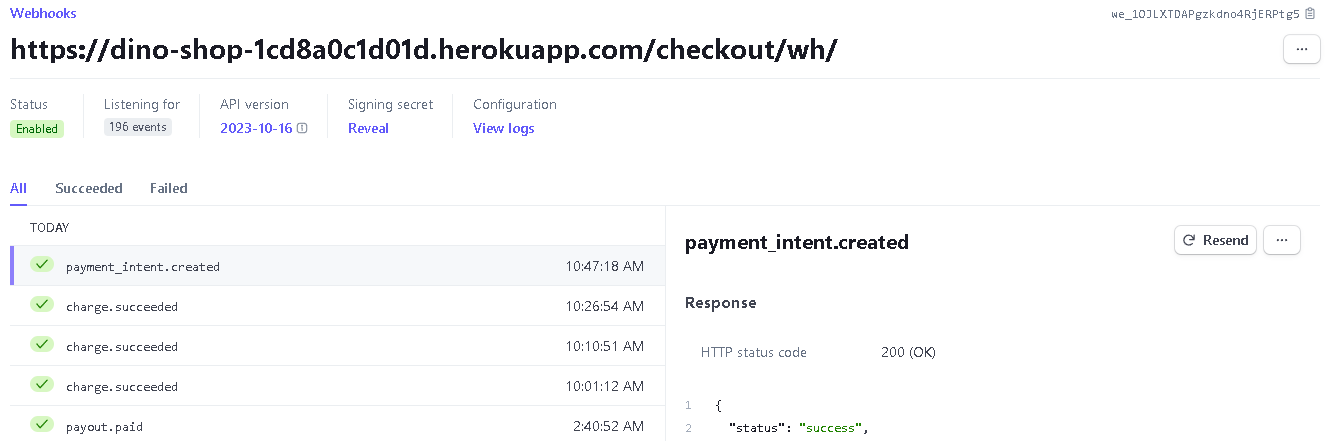 Webhooks
we_1OJLXTDAPgzkdno4RjERPtg5
https://dino-shop-1cd8a0c1d01d.herokuapp.com/checkout/wh/
Status
Listening for
API version
Signing secret
Configuration
Enabled
196 events
2023-10-16
Reveal
View logs
All
Succeeded
Failed
TODAY
payment_intent.created 10:47:18 AM
charge.succeeded 10:26:54 AM
charge.succeeded 10:10:51 AM
charge.succeeded 10:01:12 AM
payout.paid 2:40:52 AM
payment_intent.created
Resend
Response
HTTP status code 200 (OK)
1 {
2 "status": "success",